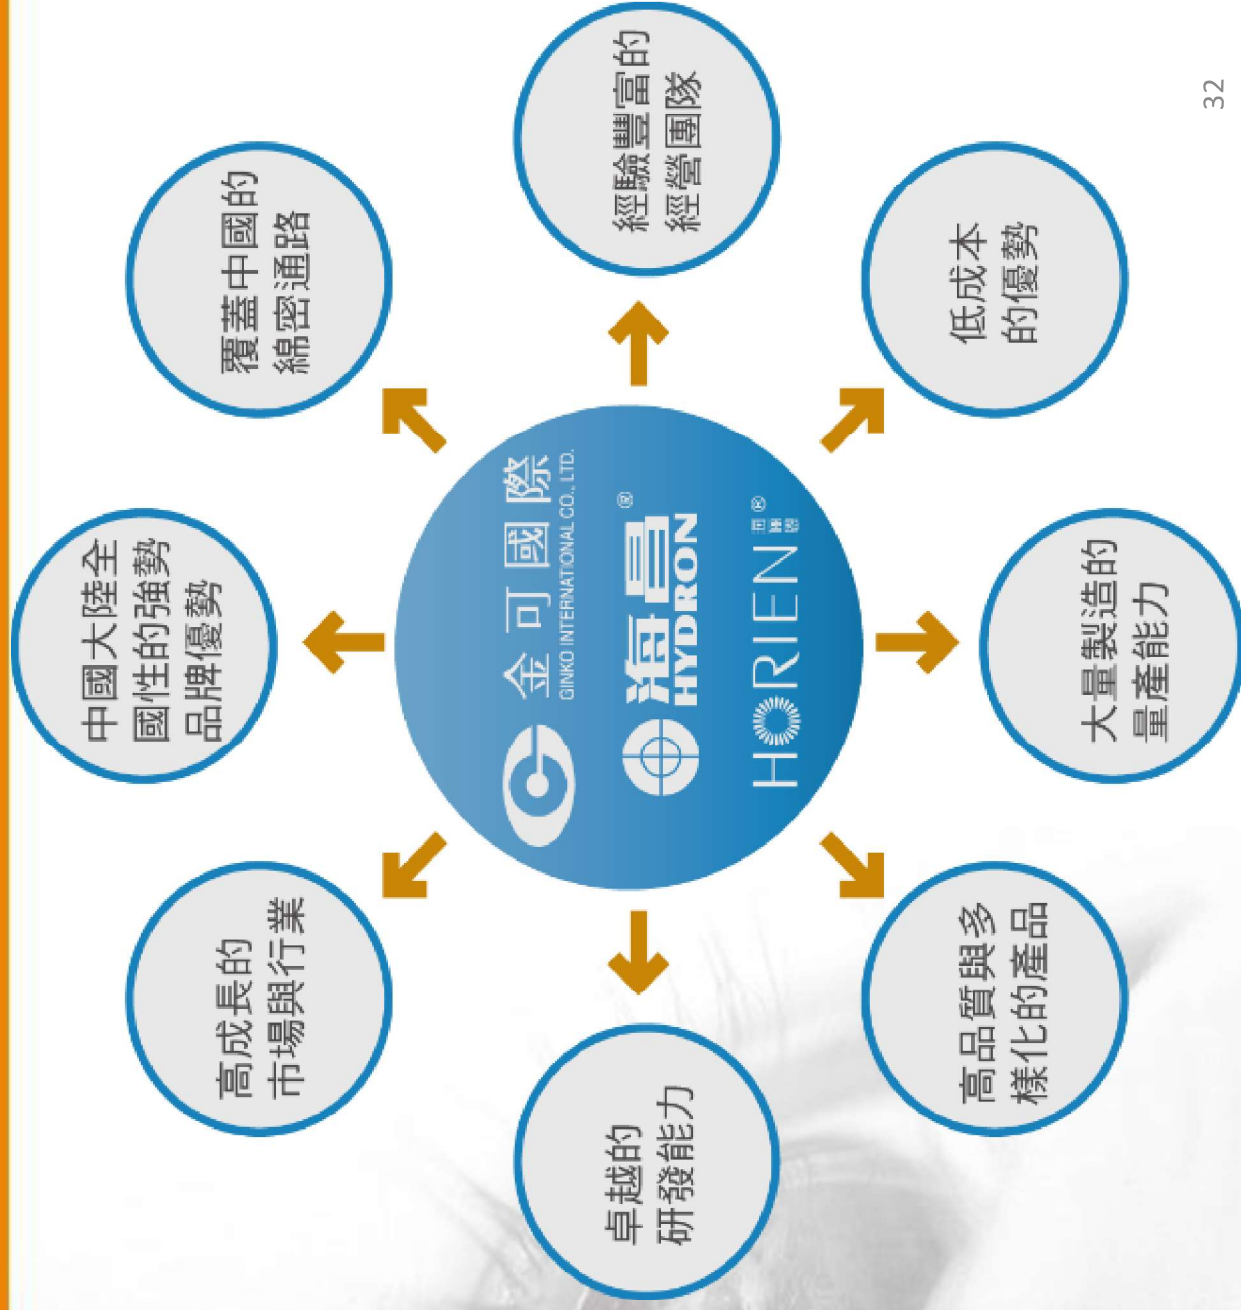 中國大陸全
國性的強勢
品牌優勢
高成長的
市場與行業
覆蓋中國的
綿密通路
金可國際
GINKO INTERNATIONAL CO., LTD.
海昌®
HYDRON
HORIEN®
卓越的
研發能力
經驗豐富的
經營團隊
高品質與多
樣化的產品
低成本
的優勢
大量製造的
量產能力
32